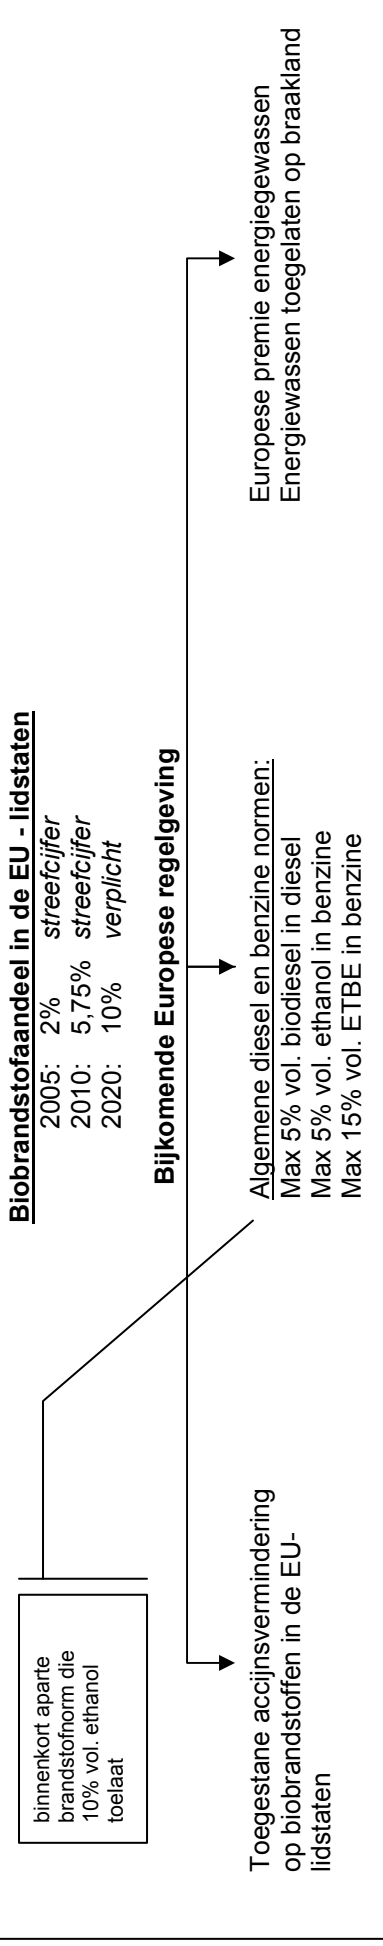 Biobrandstofaandeel in de EU - lidstaten
2005: 2% streefcijfer
2010: 5,75% streefcijfer
2020: 10% verplicht
binnenkort aparte
brandstofnorm die
10% vol. ethanol
toelaat
Bijkomende Europese regelgeving
Toegestane accijnsvermindering
op biobrandstoffen in de EU-
lidstaten
Algemene diesel en benzine normen:
Max 5% vol. biodiesel in diesel
Max 5% vol. ethanol in benzine
Max 15% vol. ETBE in benzine
Europese premie energiegewassen
Energiewassen toegelaten op braakland